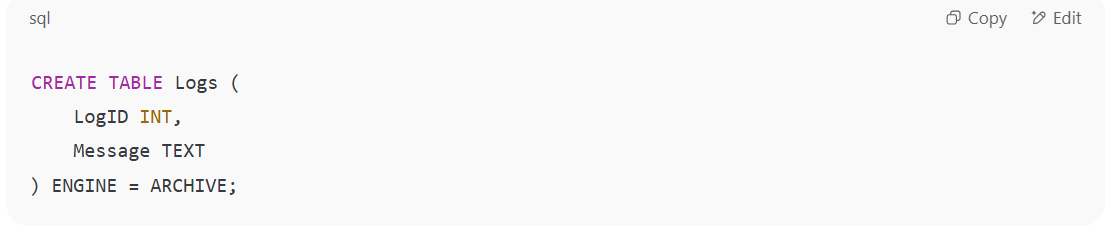 sql
Copy
Edit
CREATE TABLE Logs (
    LogID INT,
    Message TEXT
) ENGINE = ARCHIVE;